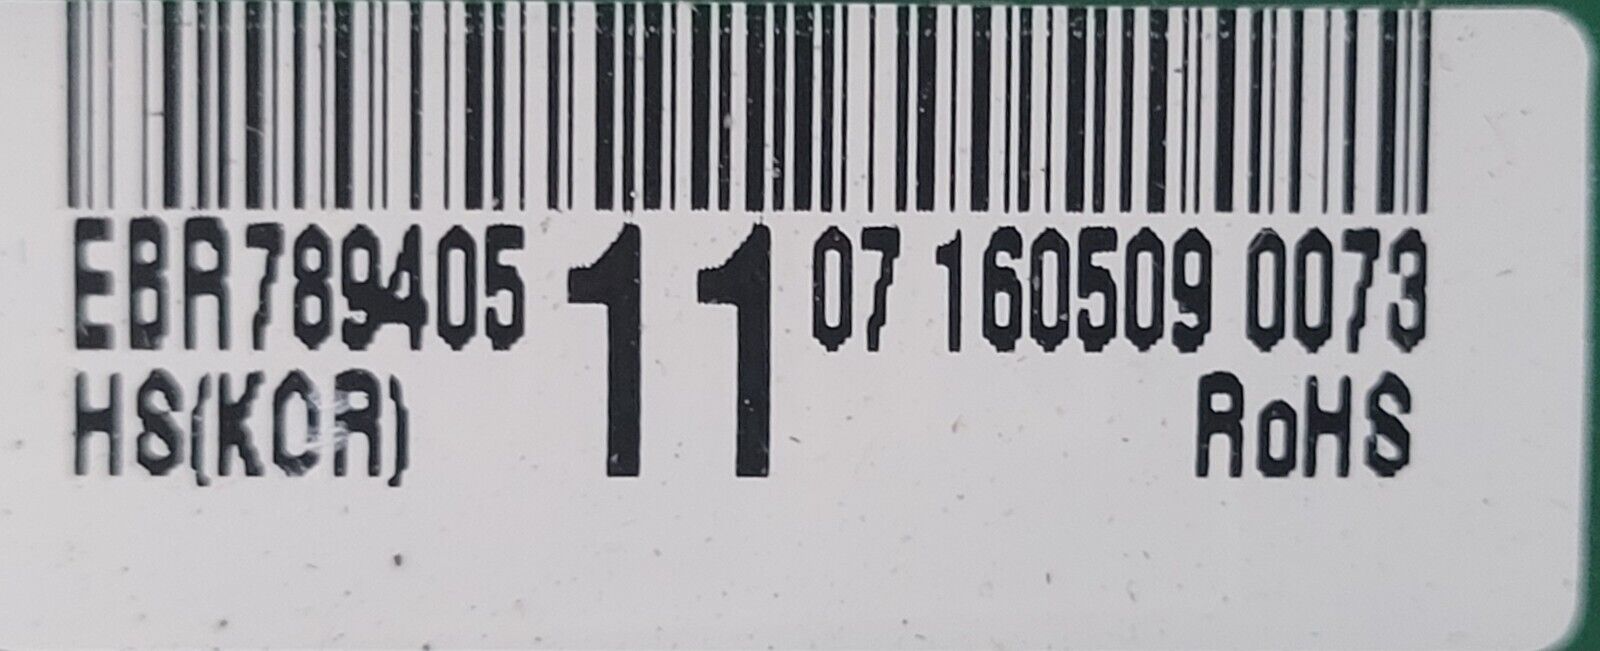 EBR789405 11 07 160509 0073
HS(KOR) RoHS